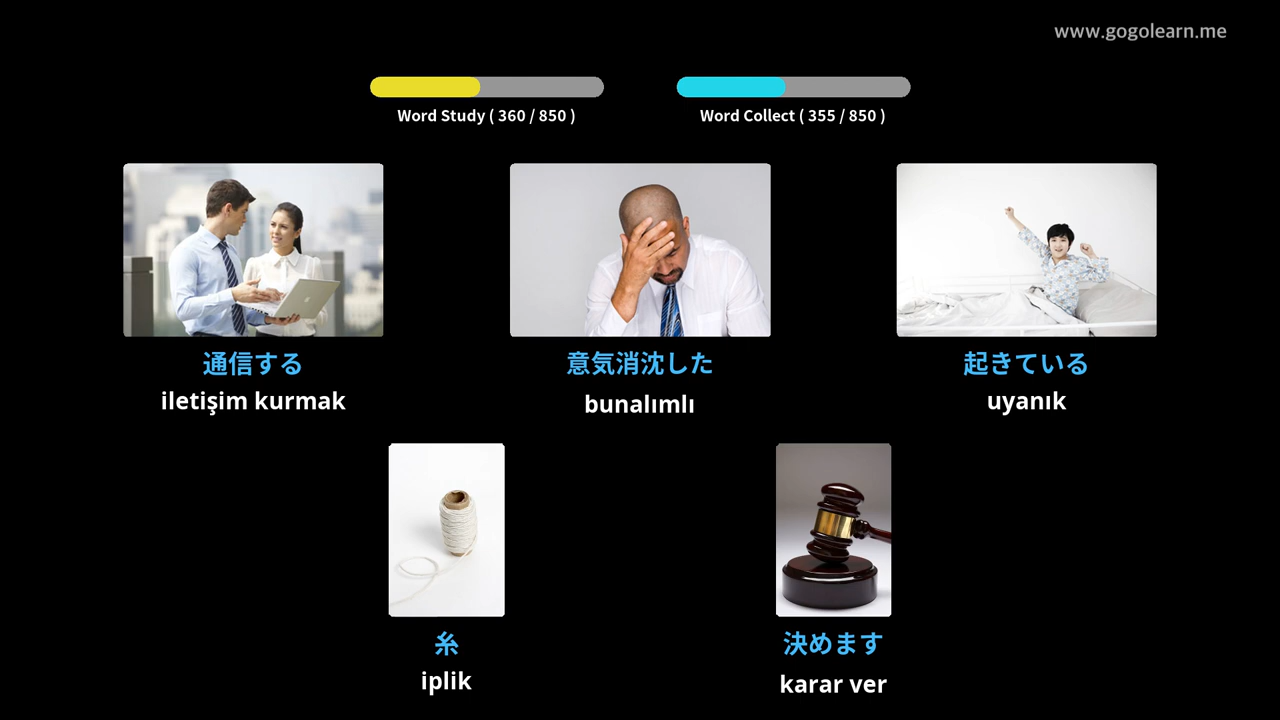 www.gogolearn.me
Word Study ( 360 / 850 )
Word Collect ( 355 / 850 )
通信する
iletişim kurmak
意気消沈した
bunalımlı
起きている
uyanık
糸
iplik
決めます
karar ver